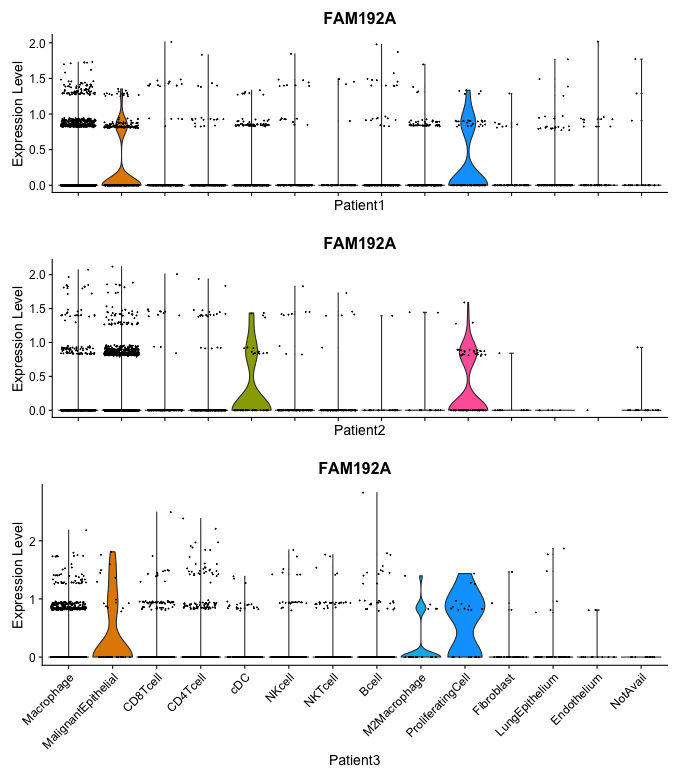 FAM192A
Expression Level
2.0
1.5
1.0
0.5
0.0
Patient1
FAM192A
Expression Level
2.0
1.5
1.0
0.5
0.0
Patient2
FAM192A
Expression Level
2
1
0
Macrophage
MalignantEpithelial
CD8Tcell
CD4Tcell
cDC
NKcell
NKTcell
Bcell
M2Macrophage
ProliferatingCell
Fibroblast
LungEpithelium
Endothelium
NotAvail
Patient3